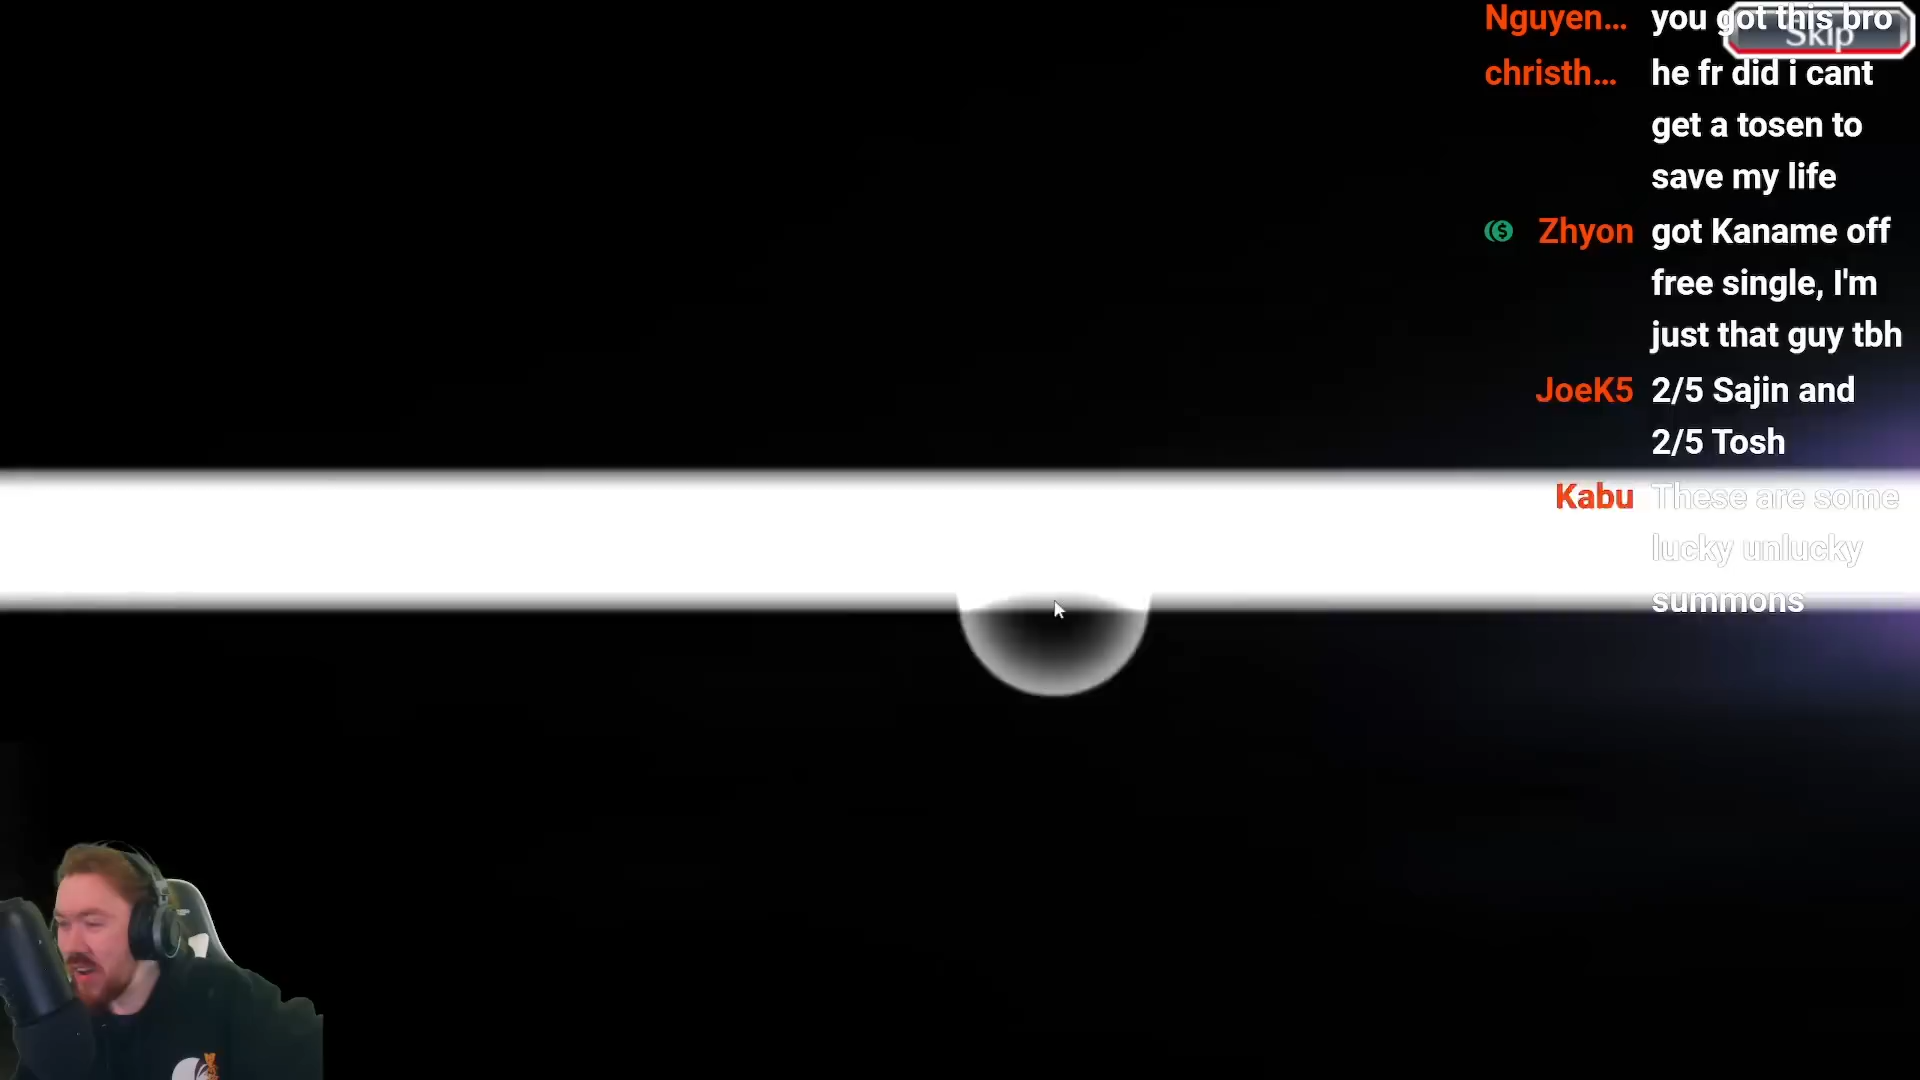 Nguyen… you got this bro
Skip
christh… he fr did i cant
get a tosen to
save my life
Zhyon got Kaname off
free single, I'm
just that guy tbh
JoeK5 2/5 Sajin and
2/5 Tosh
Kabu These are some
lucky unlucky
summons